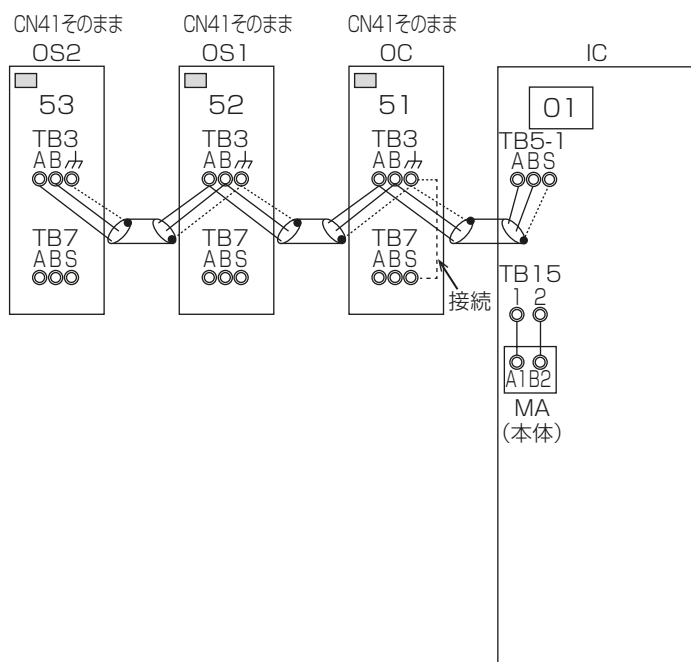 CN41そのまま CN41そのまま CN41そのまま
OS2 OS1 OC IC
53 52 51 01
TB3 TB3 TB3 TB5-1
AB AB AB ABS
TB7 TB7 TB7
ABS ABS ABS
接続
TB15
1 2
A1B2
MA
(本体)